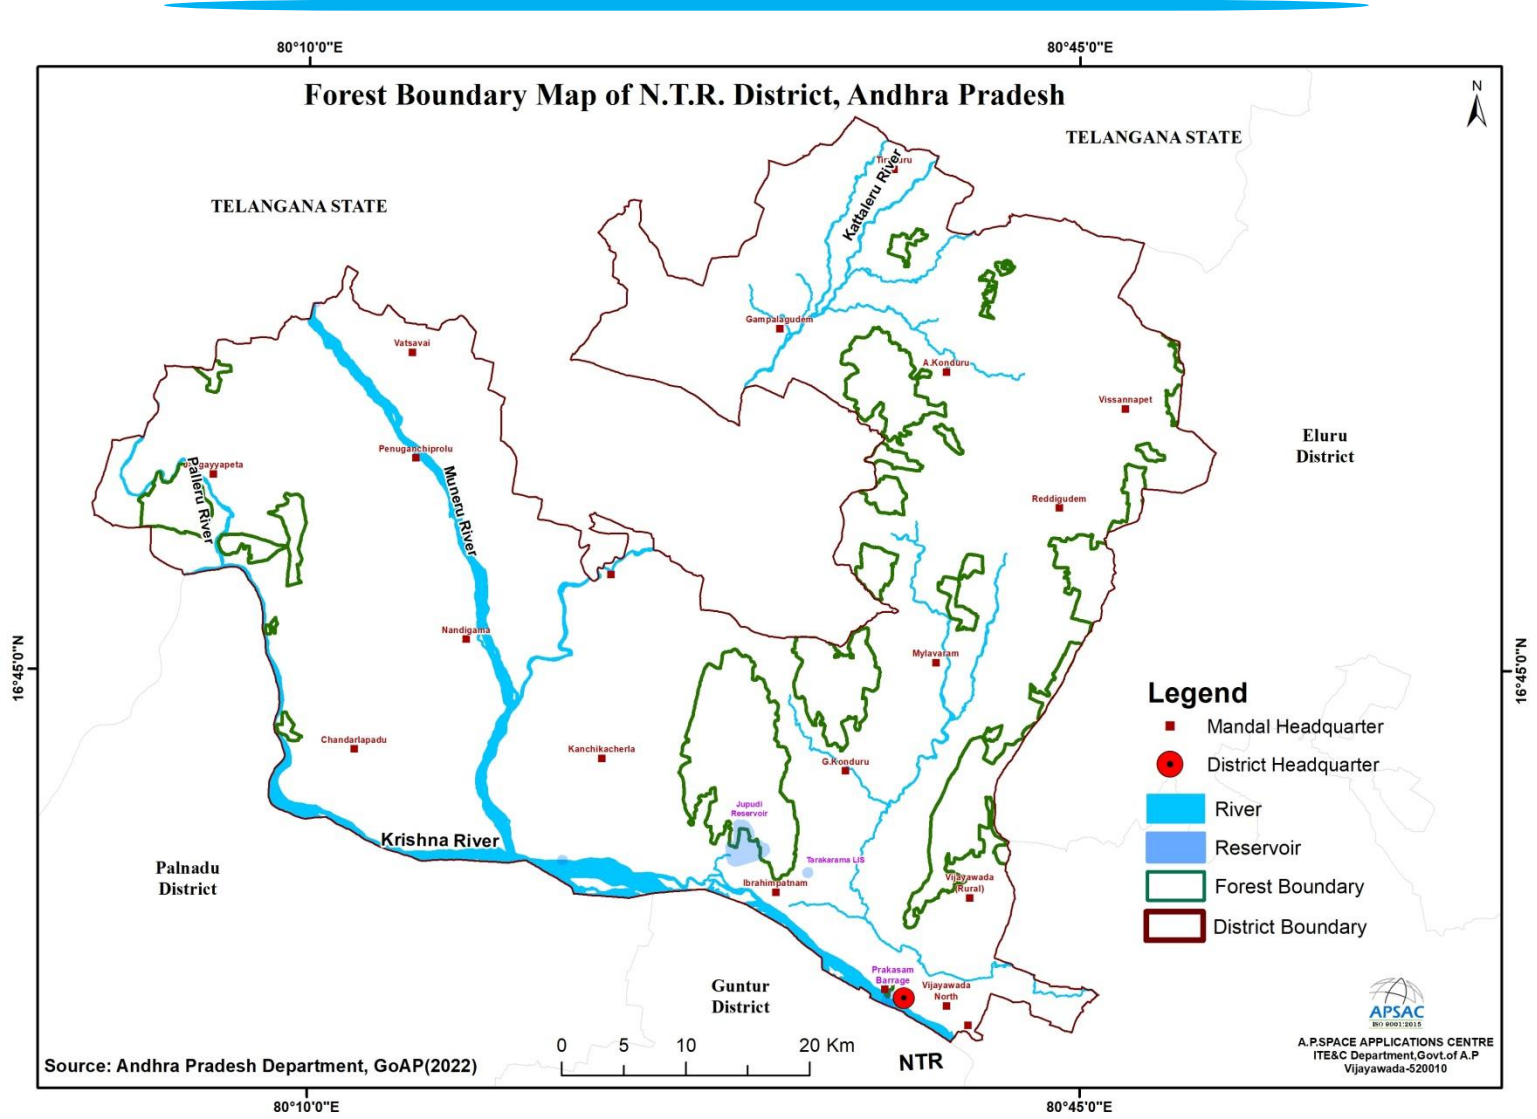 80°10'0"E
80°45'0"E
Forest Boundary Map of N.T.R. District, Andhra Pradesh
N
TELANGANA STATE
TELANGANA STATE
Kattaleru River
Gampalagudem
Vatsavai
A.Konduru
Vissannapet
Eluru
District
Penuganchiprolu
Palleru River
Muneru River
Reddigudem
Nandigama
Mylavaram
16°45'0"N
16°45'0"N
Chandarlapadu
Kanchikacherla
G.Konduru
Legend
Mandal Headquarter
District Headquarter
River
Reservoir
Forest Boundary
District Boundary
Jupudi
Reservoir
Krishna River
Tarakarama LIS
Palnadu
District
Ibrahimpatnam
Vijayawada
(Rural)
Prakasam
Barrage
Vijayawada
North
Guntur
District
APSAC
ISO 9001:2015
A.P.SPACE APPLICATIONS CENTRE
ITE&C Department,Govt.of A.P
Vijayawada-520010
0 5 10 20 Km
NTR
Source: Andhra Pradesh Department, GoAP(2022)
80°10'0"E
80°45'0"E